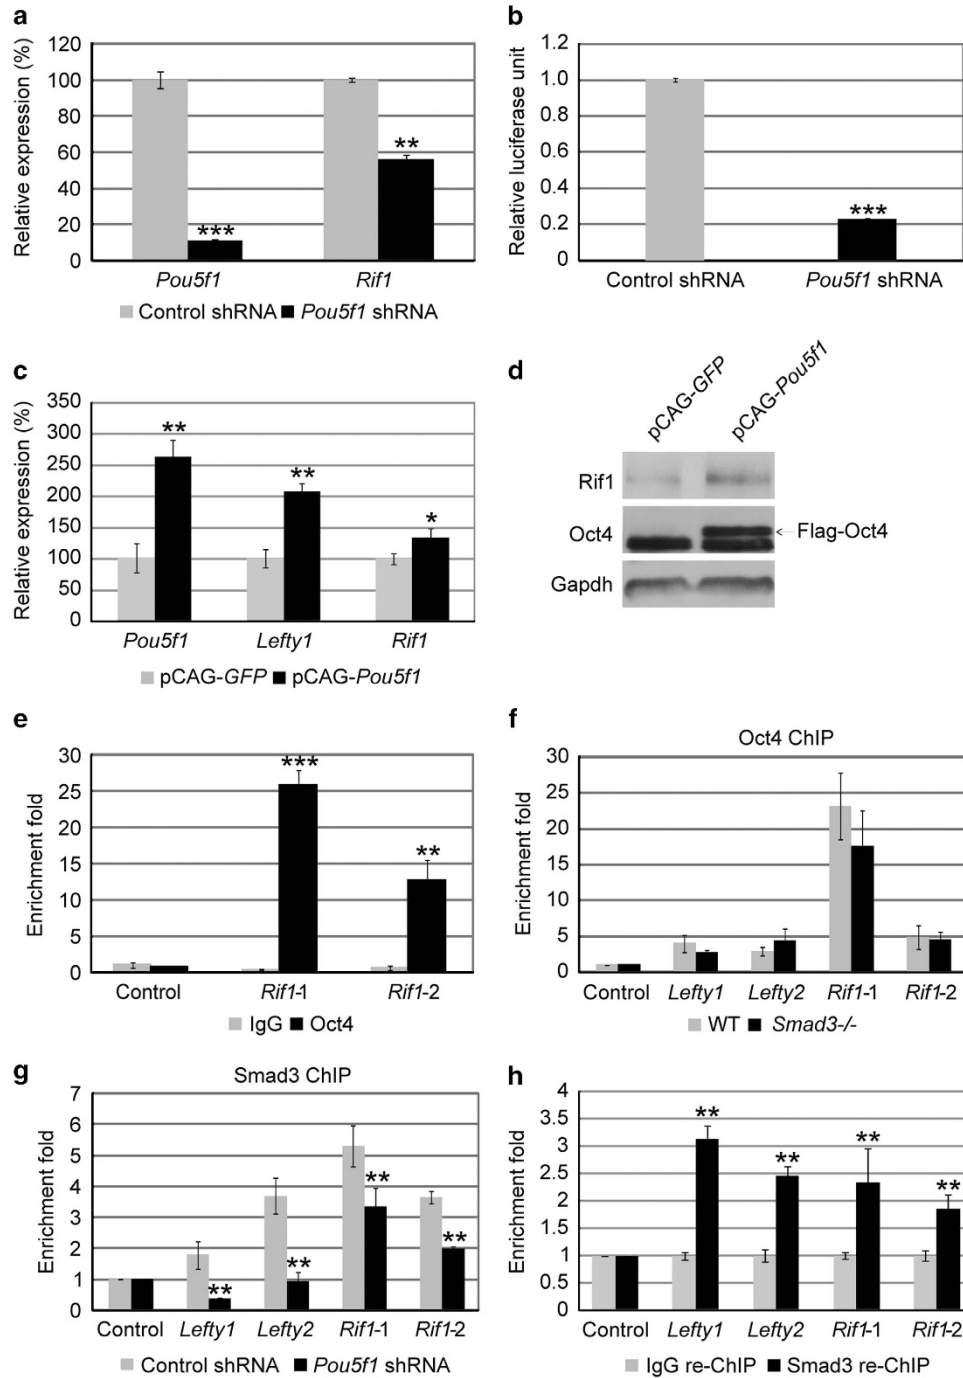 a
Relative expression (%)
120
100
80
60
40
20
0
***
**
Pou5f1
Rif1
Control shRNA
Pou5f1 shRNA
b
Relative luciferase unit
1.2
1.0
0.8
0.6
0.4
0.2
0
***
Control shRNA
Pou5f1 shRNA
c
Relative expression (%)
350
300
250
200
150
100
50
0
**
**
*
Pou5f1
Lefty1
Rif1
pCAG-GFP
pCAG-Pou5f1
d
pCAG-GFP
pCAG-Pou5f1
Rif1
Oct4
←Flag-Oct4
Gapdh
e
Enrichment fold
30
25
20
15
10
5
0
***
**
Control
Rif1-1
Rif1-2
IgG
Oct4
f
Oct4 ChIP
Enrichment fold
30
25
20
15
10
5
0
Lefty1
Lefty2
Rif1-1
Rif1-2
WT
Smad3-/-
g
Smad3 ChIP
Enrichment fold
7
6
5
4
3
2
1
0
**
**
**
**
Control
Lefty1
Lefty2
Rif1-1
Rif1-2
Control shRNA
Pou5f1 shRNA
h
Enrichment fold
4
3.5
3
2.5
2
1.5
1
0.5
0
**
**
**
**
Control
Lefty1
Lefty2
Rif1-1
Rif1-2
IgG re-ChIP
Smad3 re-ChIP